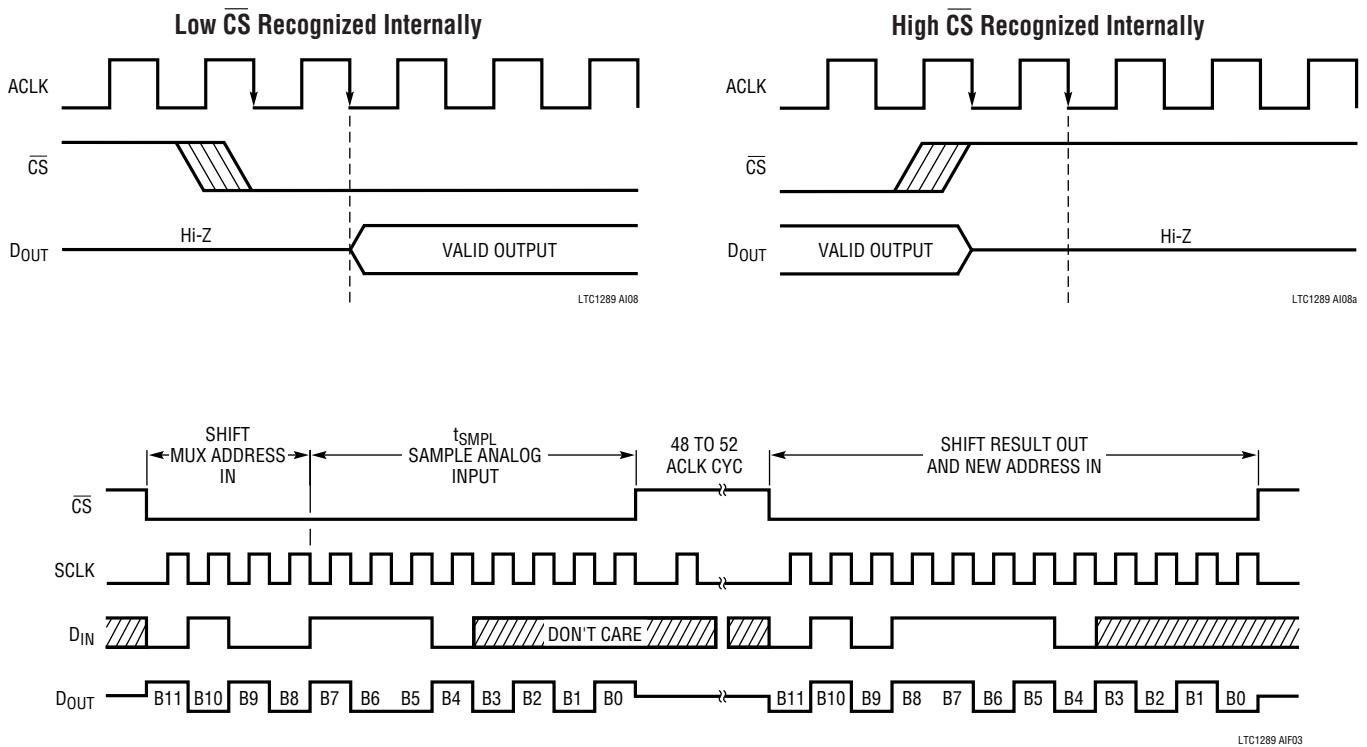 Low CS Recognized Internally
ACLK
CS
DOUT
Hi-Z
VALID OUTPUT
LTC1289 AI08
High CS Recognized Internally
ACLK
CS
DOUT
VALID OUTPUT
Hi-Z
LTC1289 AI08a
SHIFT
MUX ADDRESS
IN
tSMPL
SAMPLE ANALOG
INPUT
48 TO 52
ACLK CYC
SHIFT RESULT OUT
AND NEW ADDRESS IN
CS
SCLK
DIN
DON'T CARE
DOUT
B11 B10 B9 B8 B7 B6 B5 B4 B3 B2 B1 B0
B11 B10 B9 B8 B7 B6 B5 B4 B3 B2 B1 B0
LTC1289 AIF03